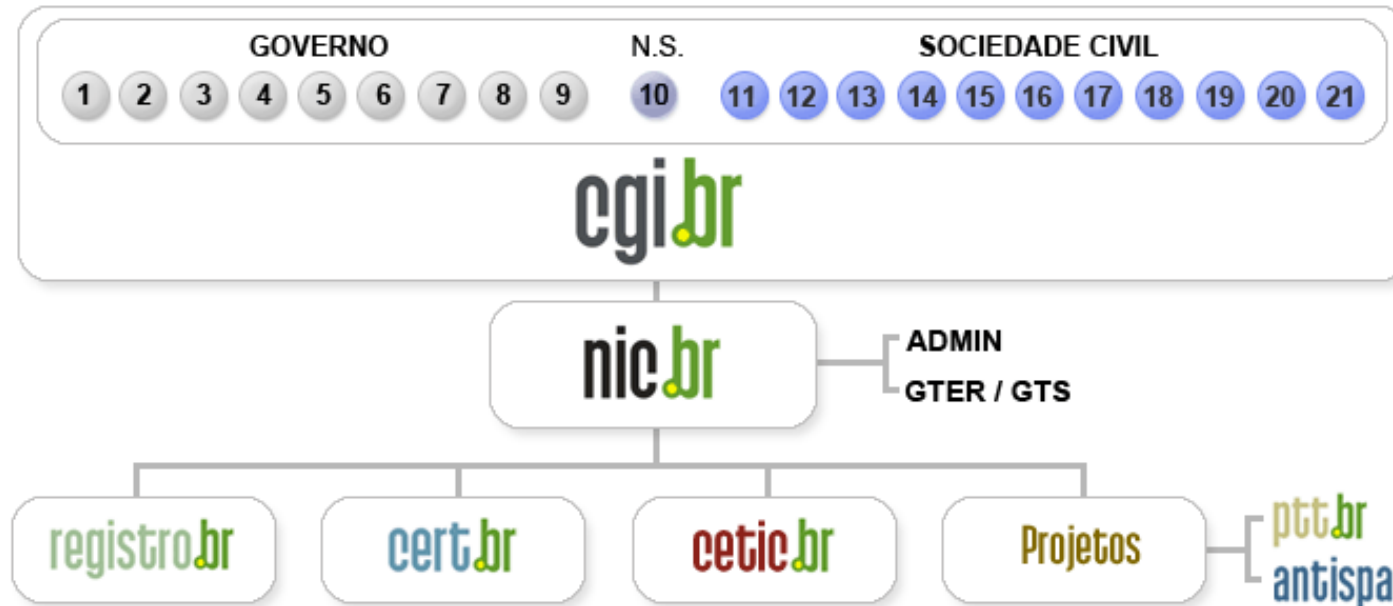 GOVERNO N.S. SOCIEDADE CIVIL
1 2 3 4 5 6 7 8 9 10 11 12 13 14 15 16 17 18 19 20 21
cgi.br
nic.br
ADMIN
GTER / GTS
registro.br cert.br cetic.br Projetos
ptt.br
antispa